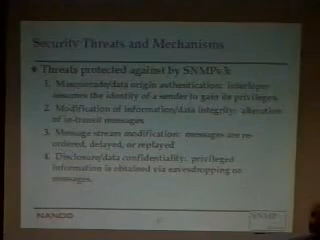 Security Threats and Mechanisms
Threats protected against by SNMPv3:
1. Masquerade/data origin authentication: interloper
assumes the identity of a sender to gain its privileges.
2. Modification of information/data integrity: alteration
of in-transit messages
3. Message stream modification: messages are re-
ordered, delayed, or replayed
4. Disclosure/data confidentiality: privileged
information is obtained via eavesdropping on
messages.
SNMP